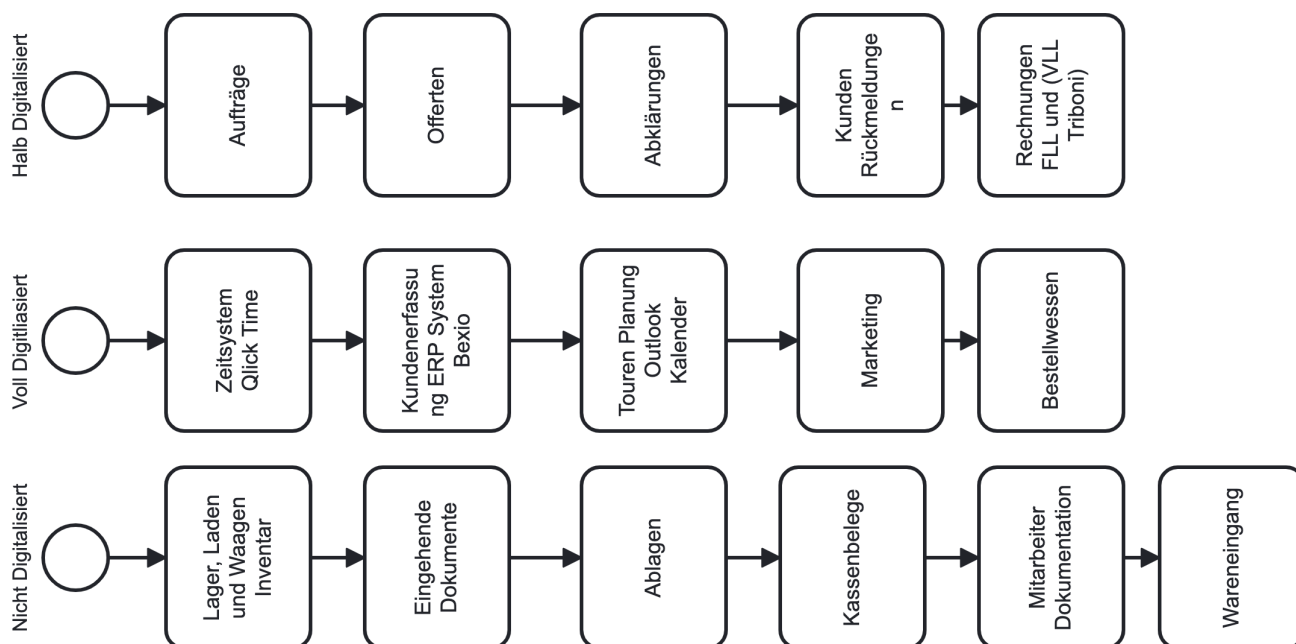 Halb Digitalisiert
Aufträge
Offerten
Abklärungen
Kunden
Rückmeldunge
n
Rechnungen
FLL und (VLL
Triboni)
Voll Digitliasiert
Zeitsystem
Qlick Time
Kundenerfassu
ng ERP System
Bexio
Touren Planung
Outlook
Kalender
Marketing
Bestellwessen
Nicht Digitalisiert
Lager, Laden
und Waagen
Inventar
Eingehende
Dokumente
Ablagen
Kassenbelege
Mitarbeiter
Dokumentation
Wareneingang